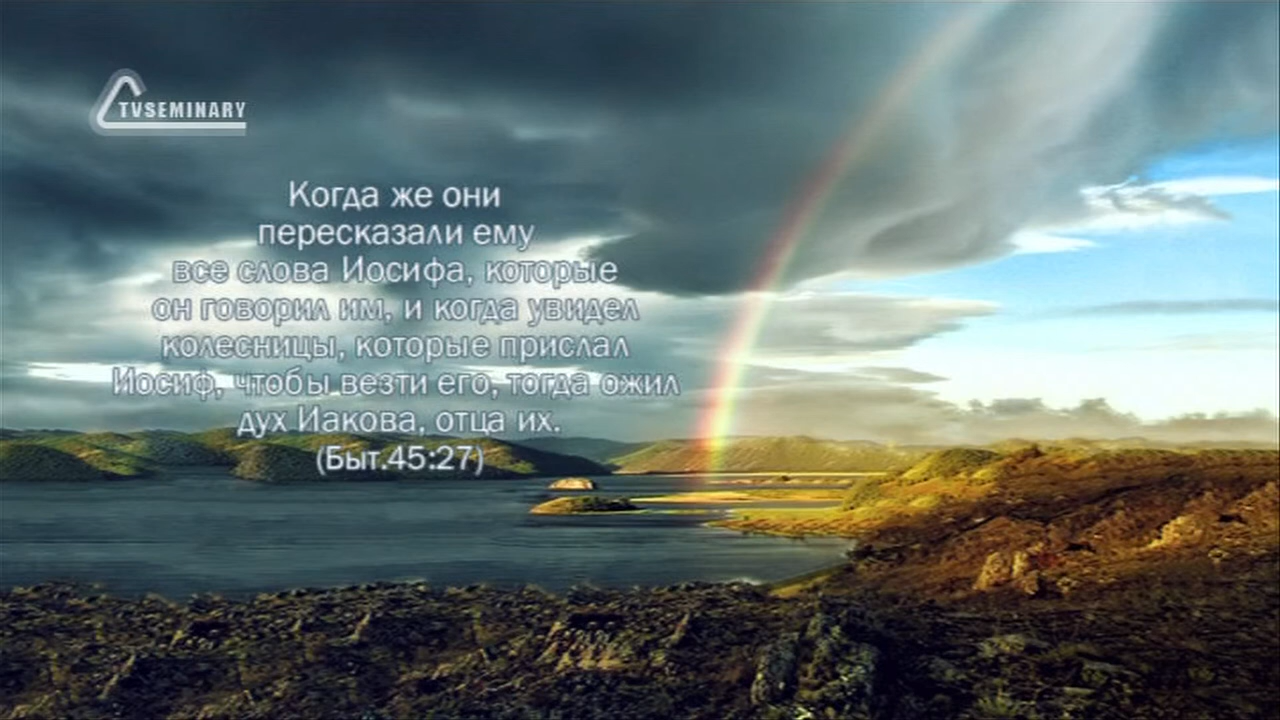 TVSEMINARY
Когда же они
пересказали ему
все слова Иосифа, которые
он говорил им, и когда увидел
колесницы, которые прислал
Иосиф, чтобы везти его, тогда ожил
дух Иакова, отца их.
(Быт.45:27)